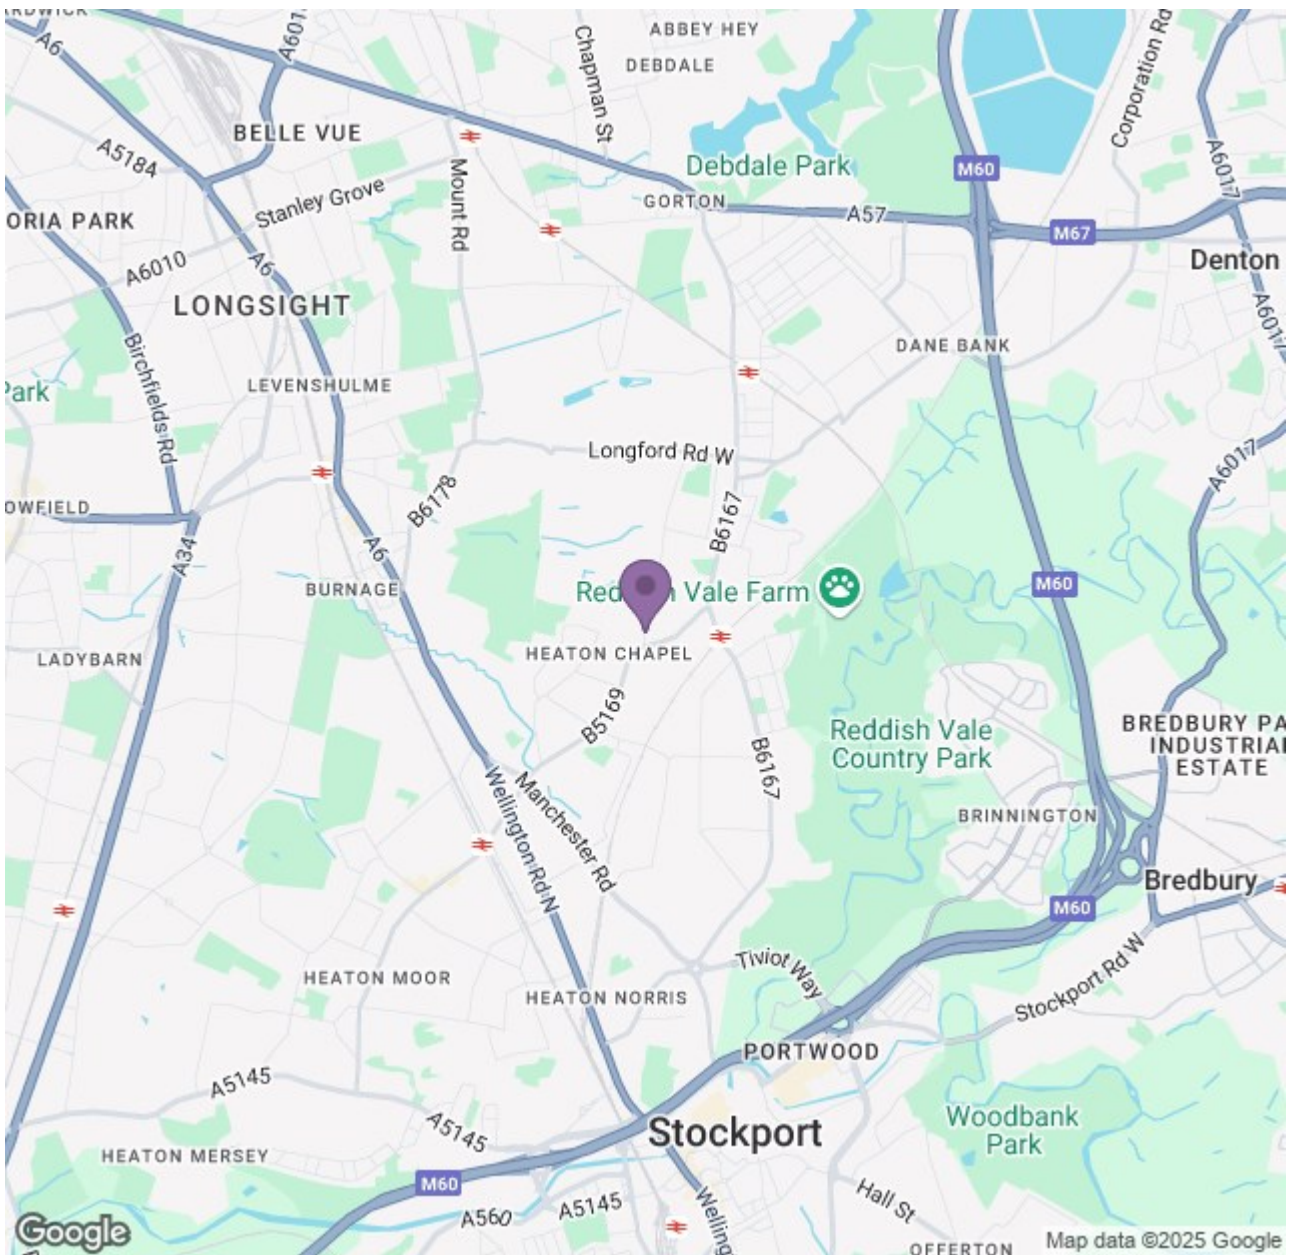 A6
A601
ABBEY HEY
DEBDALE
Chapman St
Corporation Rd
BELLE VUE
A5184
Mount Rd
Debdale Park
M60
A6017
Stanley Grove
GORTON
A57
M67
ORIA PARK
A6010
A6
Denton
LONGSIGHT
A6017
Birchfields Rd
DANE BANK
LEVENSHULME
Park
Longford Rd W
A6017
OWFIELD
B6178
B6167
A34
A6
BURNAGE
Vale Farm
M60
HEATON CHAPEL
LADYBARN
B5169
Reddish Vale
Country Park
BREDBURY PA
INDUSTRIAL
ESTATE
B6167
Wellington Rd N
Manchester Rd
BRINNINGTON
Bredbury
M60
HEATON MOOR
Tiviot Way
Stockport Rd W
HEATON NORRIS
PORTWOOD
A5145
Woodbank
Park
A5145
Stockport
HEATON MERSEY
M60
Hall St
A560
A5145
Welling
OFFERTON
Google
Map data ©2025 Google